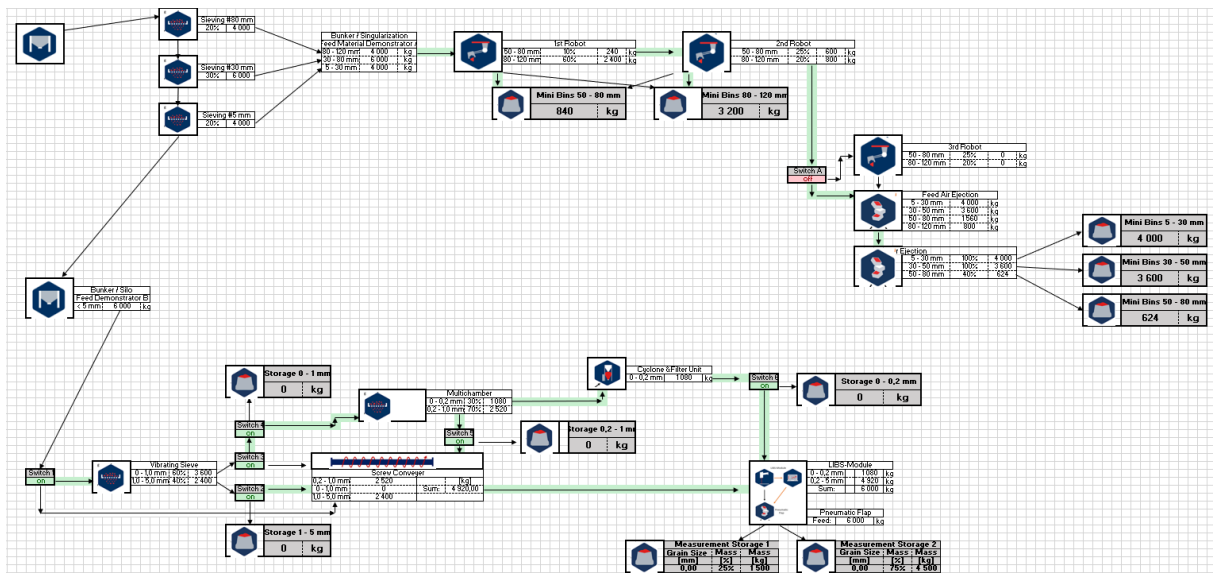 Sieving #80 mm
20% 4 000
Sieving #30 mm
30% 6 000
Sieving #5 mm
20% 4 000
Bunker / Singularization
Feed Material Demonstrator
80 - 120 mm 4 000 kg
30 - 80 mm 6 000 kg
5 - 30 mm 4 000 kg
1st Robot
50 - 80 mm 10% 240 kg
80 - 120 mm 60% 2 400 kg
2nd Robot
50 - 80 mm 25% 600 kg
80 - 120 mm 20% 800 kg
Mini Bins 50 - 80 mm
840 kg
Mini Bins 80 - 120 mm
3 200 kg
3rd Robot
50 - 80 mm 25% 0 kg
80 - 120 mm 20% 0 kg
Switch A
off
Feed Air Ejection
5 - 30 mm 4 000 kg
30 - 50 mm 3 600 kg
50 - 80 mm 1 560 kg
80 - 120 mm 800 kg
r Ejection
5 - 30 mm 100% 4 000
30 - 50 mm 100% 3 600
50 - 80 mm 40% 624
Mini Bins 5 - 30 mm
4 000 kg
Mini Bins 30 - 50 mm
3 600 kg
Mini Bins 50 - 80 mm
624 kg
Bunker / Silo
Feed Demonstrator B
< 5 mm 6 000 kg
Storage 0 - 1 mm
0 kg
Multichamber
0 - 0,2 mm 30% 1 080
0,2 - 1,0 mm 70% 2 520
Cyclone &Filter Unit
0 - 0,2 mm 1 080 kg
Switch 6
on
Storage 0 - 0,2 mm
0 kg
Switch 4
on
Switch 5
on
Storage 0,2 - 1 mm
0 kg
Switch
on
Vibrating Sieve
0 - 1,0 mm 60% 3 600
1,0 - 5,0 mm 40% 2 400
Switch 3
on
Switch 2
on
Screw Conveyer
0,2 - 1,0 mm 2 520 [kg]
0 - 1,0 mm 0 Sum: 4 920,00
1,0 - 5,0 mm 2 400
LIBS-Module
0 - 0,2 mm 1 080 kg
0,2 - 5 mm 4 920 kg
Sum: 6 000 kg
Pneumatic Flap
Feed: 6 000 kg
Storage 1 - 5 mm
0 kg
Measurement Storage 1
Grain Size Mass Mass
[mm] [%] [kg]
0,00 25% 1 500
Measurement Storage 2
Grain Size Mass Mass
[mm] [%] [kg]
0,00 75% 4 500